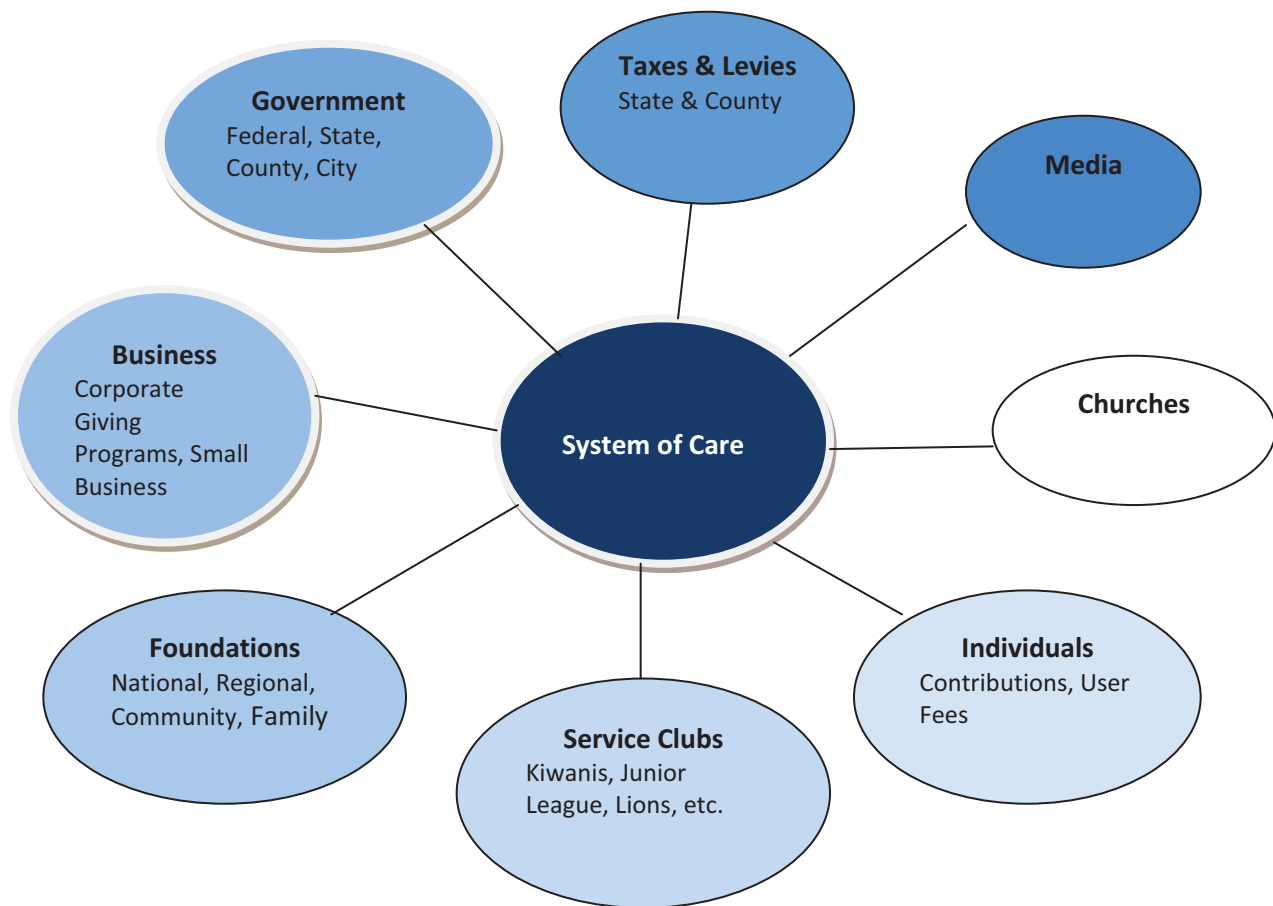 Government
Federal, State,
County, City
Taxes & Levies
State & County
Media
Business
Corporate
Giving
Programs, Small
Business
System of Care
Churches
Foundations
National, Regional,
Community, Family
Service Clubs
Kiwanis, Junior
League, Lions, etc.
Individuals
Contributions, User
Fees